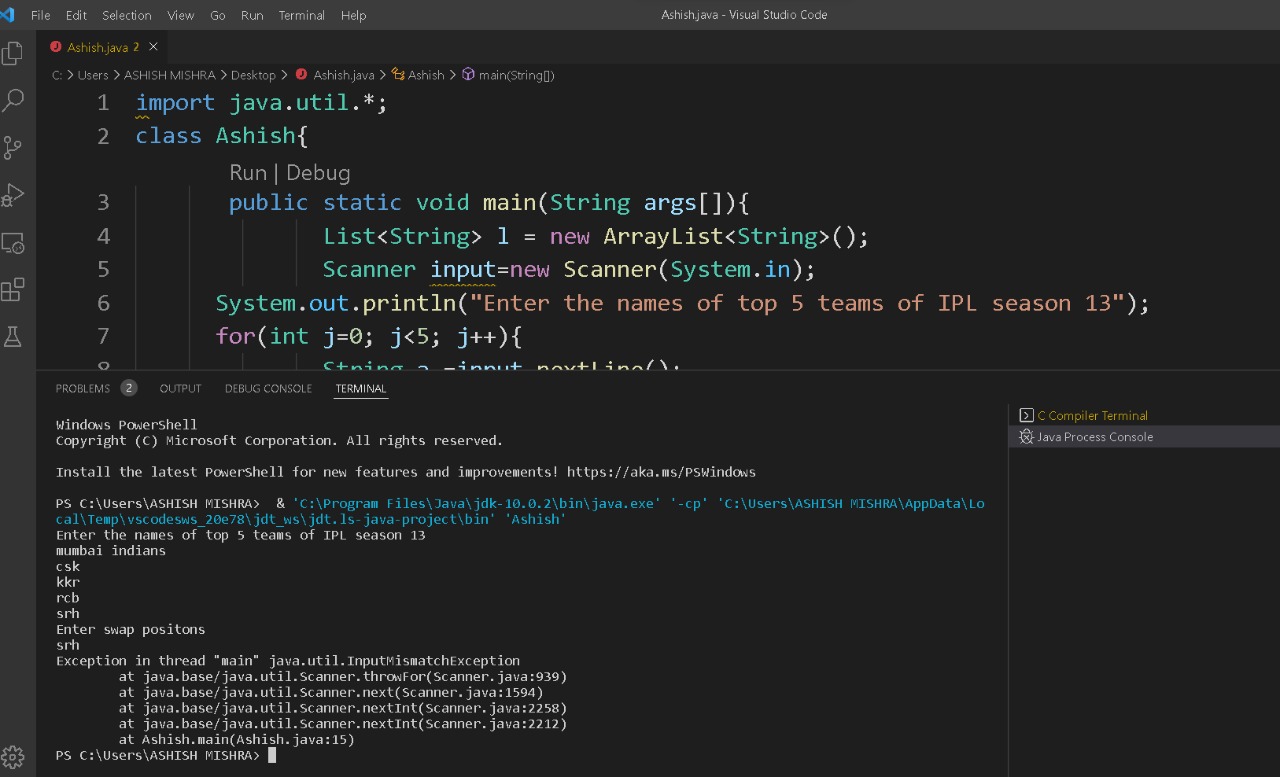 File Edit Selection View Go Run Terminal Help Ashish.java - Visual Studio Code
Ashish.java 2
C: > Users > ASHISH MISHRA > Desktop > Ashish.java > Ashish > main(String[])
1 import java.util.*;
2 class Ashish{
Run | Debug
3 public static void main(String args[]){
4 List<String> l = new ArrayList<String>();
5 Scanner input=new Scanner(System.in);
6 System.out.println("Enter the names of top 5 teams of IPL season 13");
7 for(int j=0; j<5; j++){
8 String a =input.nextLine();
PROBLEMS 2 OUTPUT DEBUG CONSOLE TERMINAL
C Compiler Terminal
Java Process Console
Windows PowerShell
Copyright (C) Microsoft Corporation. All rights reserved.
Install the latest PowerShell for new features and improvements! https://aka.ms/PSWindows
PS C:\Users\ASHISH MISHRA>  & 'C:\Program Files\Java\jdk-10.0.2\bin\java.exe' '-cp' 'C:\Users\ASHISH MISHRA\AppData\Lo
cal\Temp\vscodesws_20e78\jdt_ws\jdt.ls-java-project\bin' 'Ashish'
Enter the names of top 5 teams of IPL season 13
mumbai indians
csk
kkr
rcb
srh
Enter swap positons
srh
Exception in thread "main" java.util.InputMismatchException
at java.base/java.util.Scanner.throwFor(Scanner.java:939)
at java.base/java.util.Scanner.next(Scanner.java:1594)
at java.base/java.util.Scanner.nextInt(Scanner.java:2258)
at java.base/java.util.Scanner.nextInt(Scanner.java:2212)
at Ashish.main(Ashish.java:15)
PS C:\Users\ASHISH MISHRA>